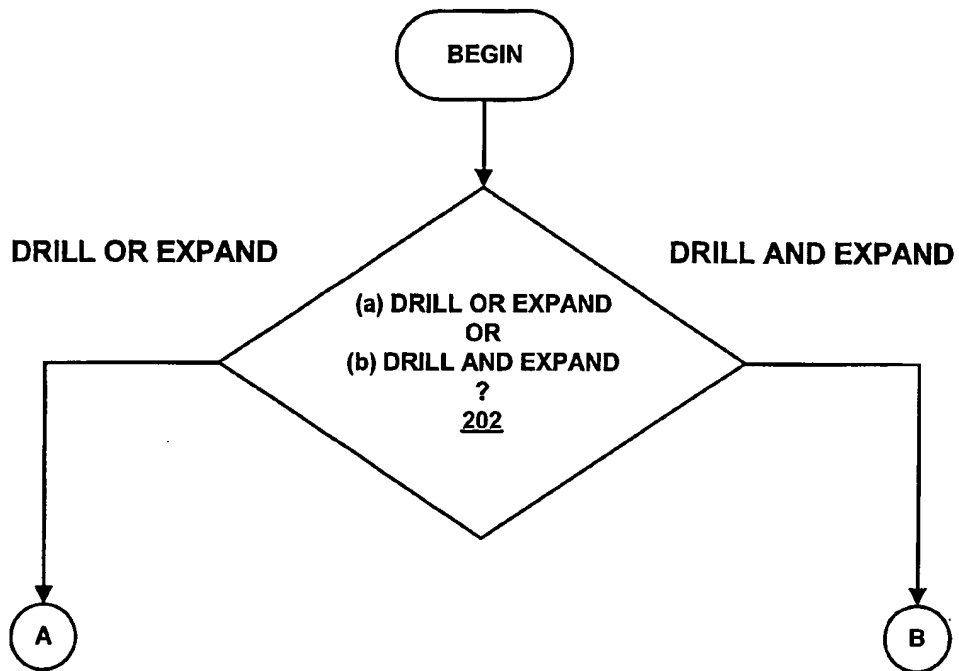 BEGIN
DRILL OR EXPAND
DRILL AND EXPAND
(a) DRILL OR EXPAND
OR
(b) DRILL AND EXPAND
?
202
A
B